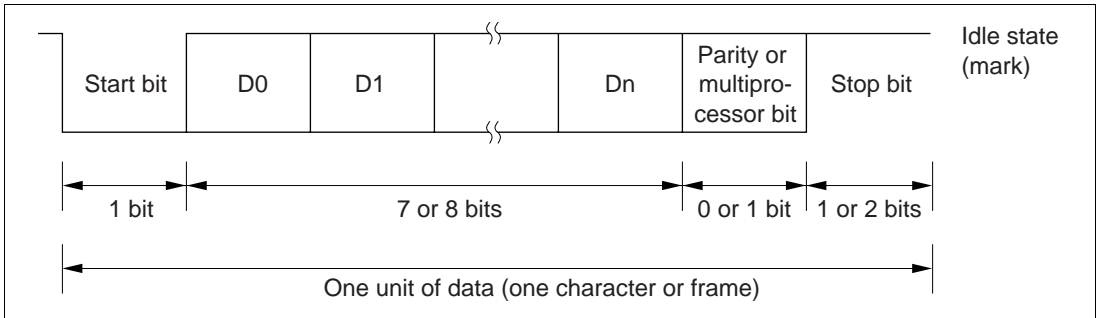 Idle state
(mark)
Start bit
D0
D1
Dn
Parity or
multipro-
cessor bit
Stop bit
1 bit
7 or 8 bits
0 or 1 bit
1 or 2 bits
One unit of data (one character or frame)